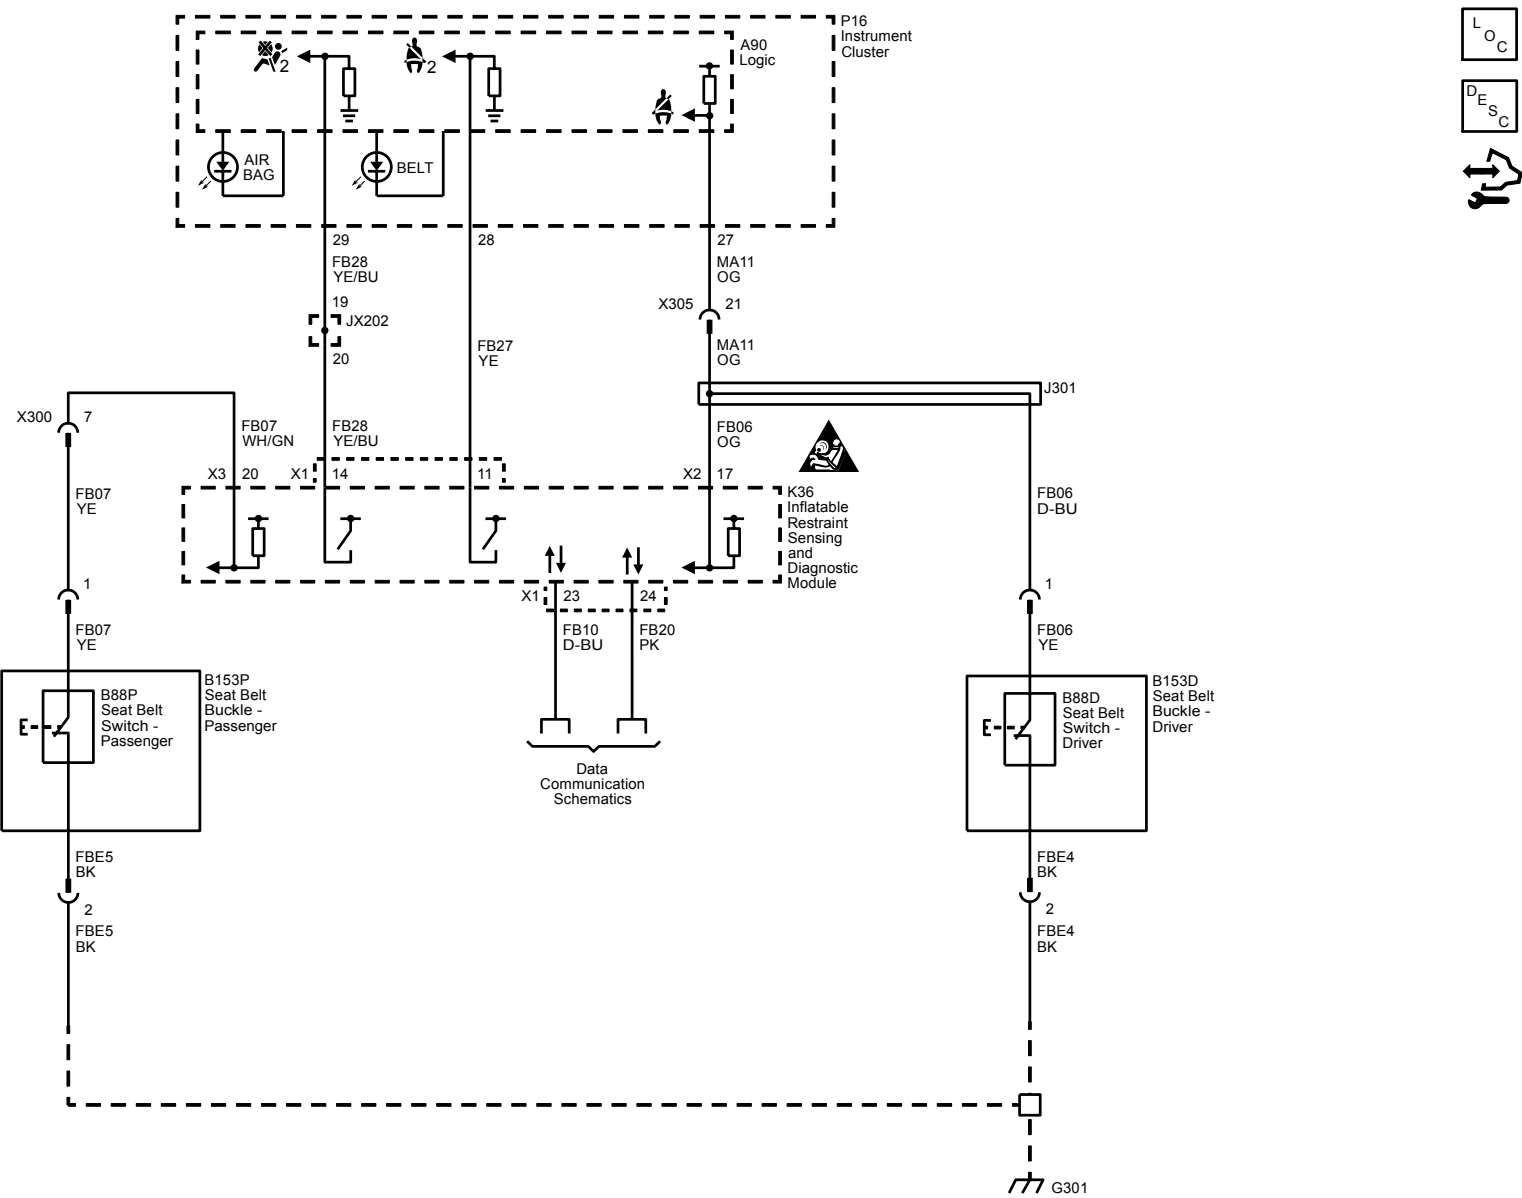 P16
Instrument
Cluster
A90
Logic
2
2
AIR
BAG
BELT
L
O
C
D
E
S
C
29
28
27
FB28
YE/BU
MA11
OG
19
JX202
20
X305
21
FB27
YE
MA11
OG
J301
X300
7
FB07
WH/GN
FB28
YE/BU
FB06
OG
X3
20
X1
14
11
X2
17
K36
Inflatable
Restraint
Sensing
and
Diagnostic
Module
FB07
YE
FB06
D-BU
1
X1
23
24
1
FB07
YE
FB10
D-BU
FB20
PK
FB06
YE
B153P
Seat Belt
Buckle -
Passenger
B88P
Seat Belt
Switch -
Passenger
B153D
Seat Belt
Buckle -
Driver
B88D
Seat Belt
Switch -
Driver
Data
Communication
Schematics
FBE5
BK
FBE4
BK
2
2
FBE5
BK
FBE4
BK
G301